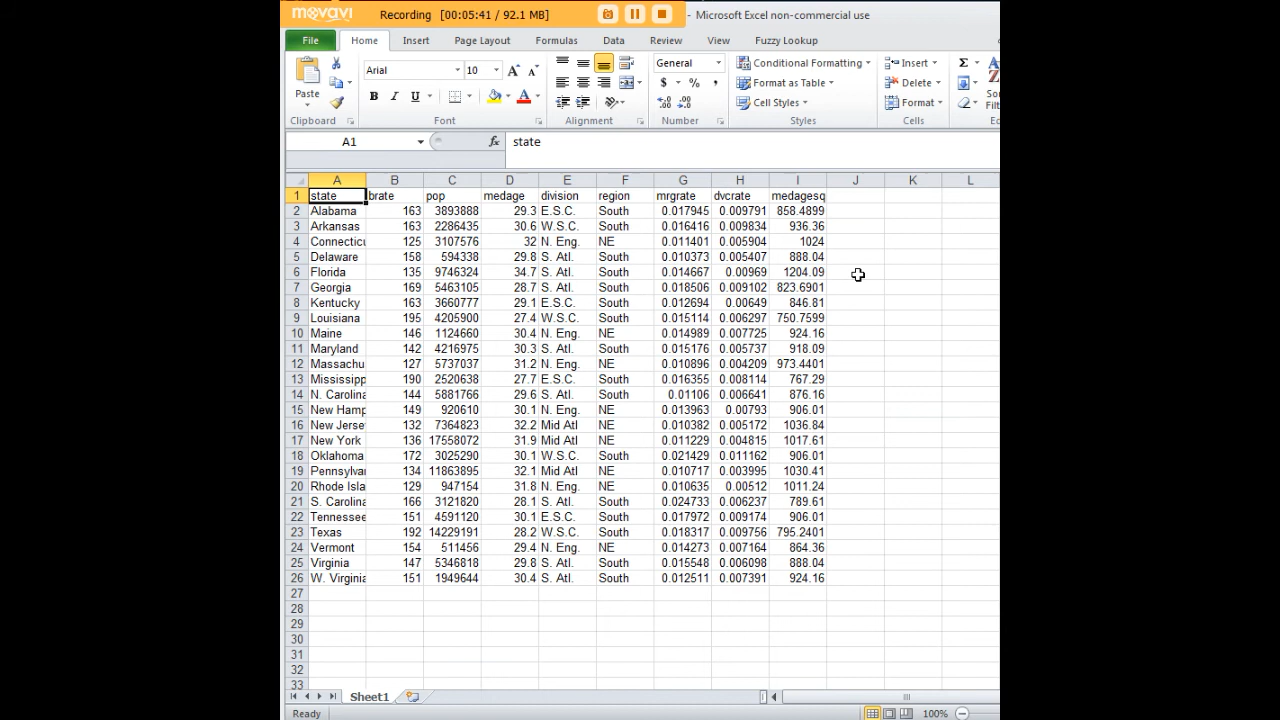 movavi Recording [00:05:41 / 92.1 MB] - Microsoft Excel non-commercial use
File Home Insert Page Layout Formulas Data Review View Fuzzy Lookup
Arial 10 General Conditional Formatting Insert Σ
Paste B I U $ % , Format as Table Delete
Cell Styles Format
Clipboard Font Alignment Number Styles Cells
A1 fx state
A B C D E F G H I J K L
1 state brate pop medage division region mrgrate dvcrate medagesq
2 Alabama 163 3893888 29.3 E.S.C. South 0.017945 0.009791 858.4899
3 Arkansas 163 2286435 30.6 W.S.C. South 0.016416 0.009834 936.36
4 Connecticu 125 3107576 32 N. Eng. NE 0.011401 0.005904 1024
5 Delaware 158 594338 29.8 S. Atl. South 0.010373 0.005407 888.04
6 Florida 135 9746324 34.7 S. Atl. South 0.014667 0.00969 1204.09
7 Georgia 169 5463105 28.7 S. Atl. South 0.018506 0.009102 823.6901
8 Kentucky 163 3660777 29.1 E.S.C. South 0.012694 0.00649 846.81
9 Louisiana 195 4205900 27.4 W.S.C. South 0.015114 0.006297 750.7599
10 Maine 146 1124660 30.4 N. Eng. NE 0.014989 0.007725 924.16
11 Maryland 142 4216975 30.3 S. Atl. South 0.015176 0.005737 918.09
12 Massachu 127 5737037 31.2 N. Eng. NE 0.010896 0.004209 973.4401
13 Mississipp 190 2520638 27.7 E.S.C. South 0.016355 0.008114 767.29
14 N. Carolina 144 5881766 29.6 S. Atl. South 0.01106 0.006641 876.16
15 New Hamp 149 920610 30.1 N. Eng. NE 0.013963 0.00793 906.01
16 New Jerse 132 7364823 32.2 Mid Atl NE 0.010382 0.005172 1036.84
17 New York 136 17558072 31.9 Mid Atl NE 0.011229 0.004815 1017.61
18 Oklahoma 172 3025290 30.1 W.S.C. South 0.021429 0.011162 906.01
19 Pennsylvai 134 11863895 32.1 Mid Atl NE 0.010717 0.003995 1030.41
20 Rhode Isla 129 947154 31.8 N. Eng. NE 0.010635 0.00512 1011.24
21 S. Carolina 166 3121820 28.1 S. Atl. South 0.024733 0.006237 789.61
22 Tennessee 151 4591120 30.1 E.S.C. South 0.017972 0.009174 906.01
23 Texas 192 14229191 28.2 W.S.C. South 0.018317 0.009756 795.2401
24 Vermont 154 511456 29.4 N. Eng. NE 0.014273 0.007164 864.36
25 Virginia 147 5346818 29.8 S. Atl. South 0.015548 0.006098 888.04
26 W. Virginia 151 1949644 30.4 S. Atl. South 0.012511 0.007391 924.16
27
28
29
30
31
32
33
Sheet1
Ready 100%